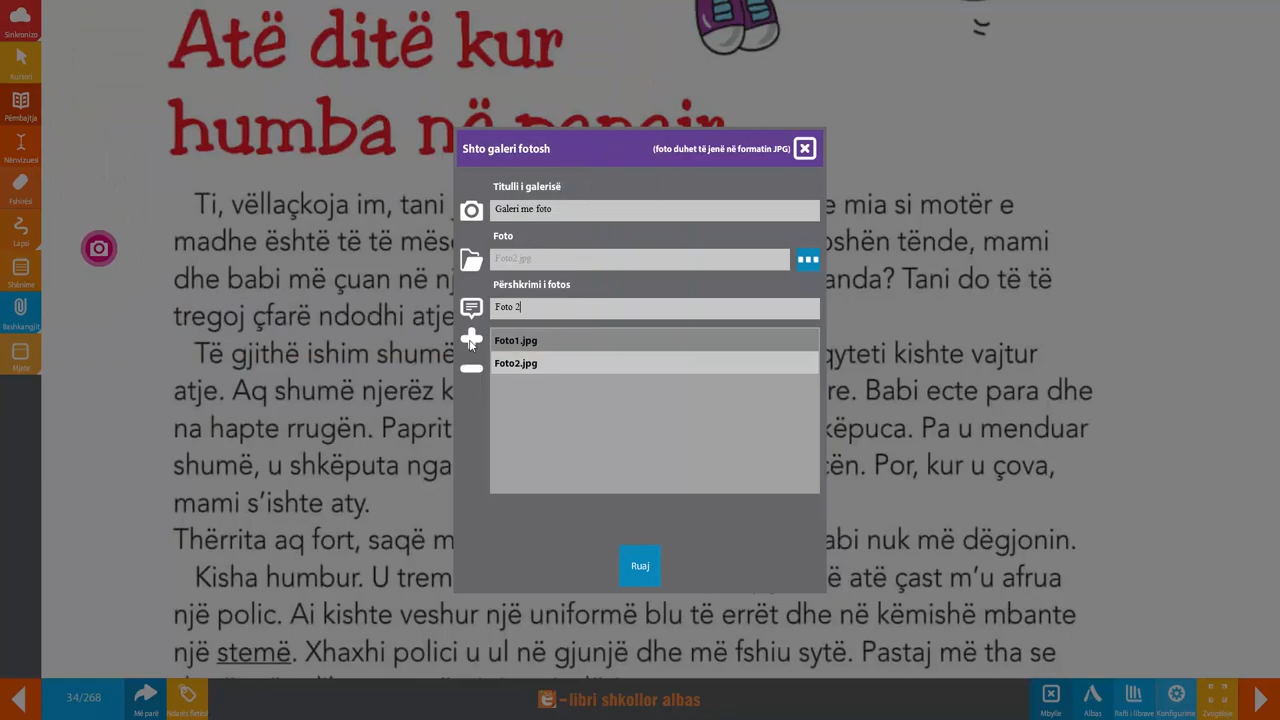 Sinkronizo
Kursori
Përmbajtja
Nënvizuesi
Fshirësi
Lapsi
Shënime
Bashkangjit
Mjete
Atë ditë kur
humba në panair
Shto galeri fotosh
(foto duhet të jenë në formatin JPG)
Titulli i galerisë
Galeri me foto
Foto
Foto2.jpg
Përshkrimi i fotos
Foto 2
Foto1.jpg
Foto2.jpg
Ruaj
Ti, vëllaçkoja im, tani e mia si motër e
madhe është të të mës oshën tënde, mami
dhe babi më çuan në nj anda? Tani do të të
tregoj çfarë ndodhi atje
Të gjithë ishim shumë qyteti kishte vajtur
atje. Aq shumë njerëz k re. Babi ecte para dhe
na hapte rrugën. Paprit këpuca. Pa u menduar
shumë, u shkëputa nga tën. Por, kur u çova,
mami s’ishte aty.
Thërrita aq fort, saqë m abi nuk më dëgjonin.
Kisha humbur. U trem ë atë çast m’u afrua
një polic. Ai kishte veshur një uniformë blu të errët dhe në këmishë mbante
një stemë. Xhaxhi polici u ul në gjunjë dhe më fshiu sytë. Pastaj më tha se
34/268
Më parë
Ndarës fletësh
e-libri shkollor albas
Mbylle
Albas
Rafti i librave
Konfigurime
Zvogëloje